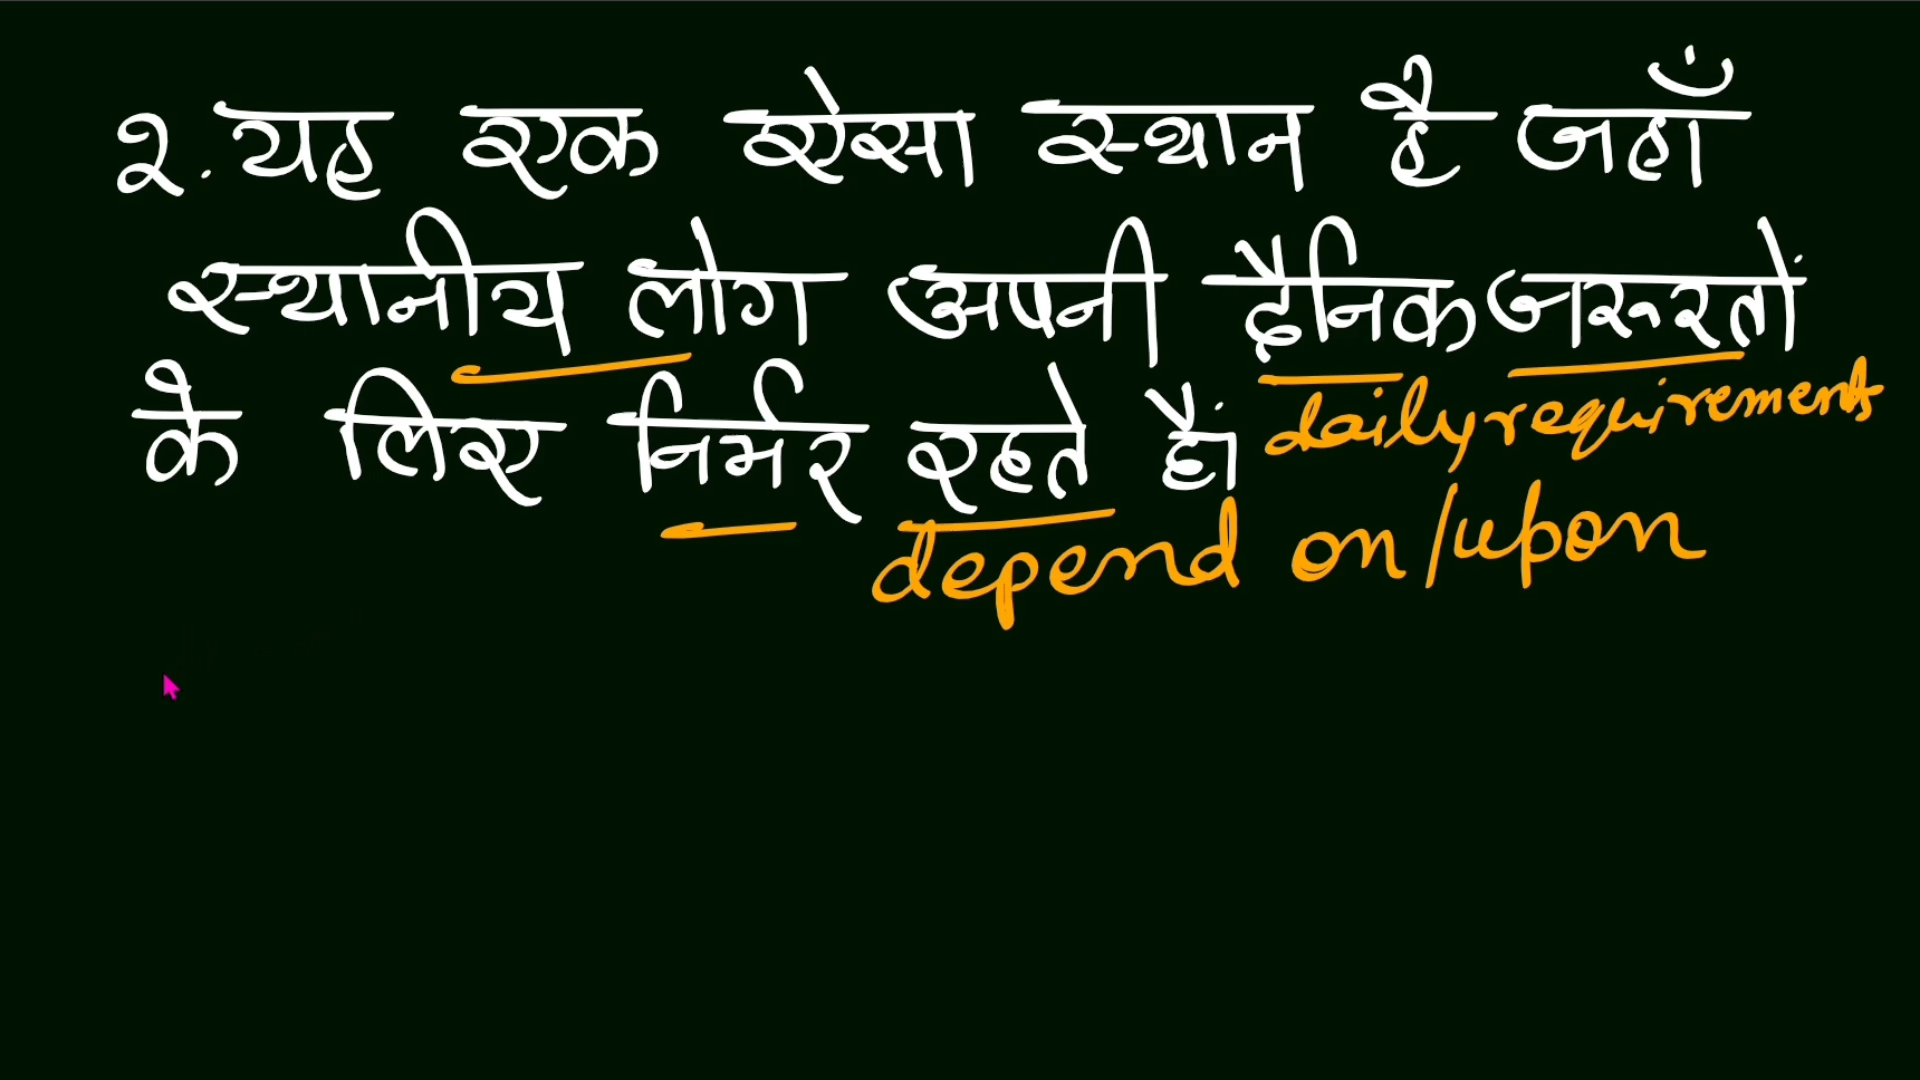 २. यह एक ऐसा स्थान है जहाँ
स्थानीय लोग अपनी दैनिक जरूरतों
के लिए निर्भर रहते हैं।
daily requirements
depend on/upon